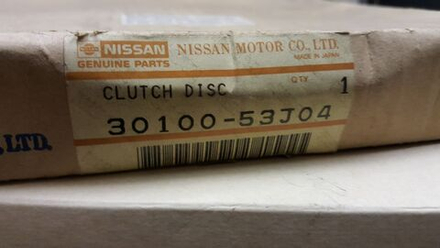 NISSAN NISSAN MOTOR CO., LTD.
GENUINE PARTS MADE IN JAPAN
CLUTCH DISC QTY 1
30100-53J04
, LTD.